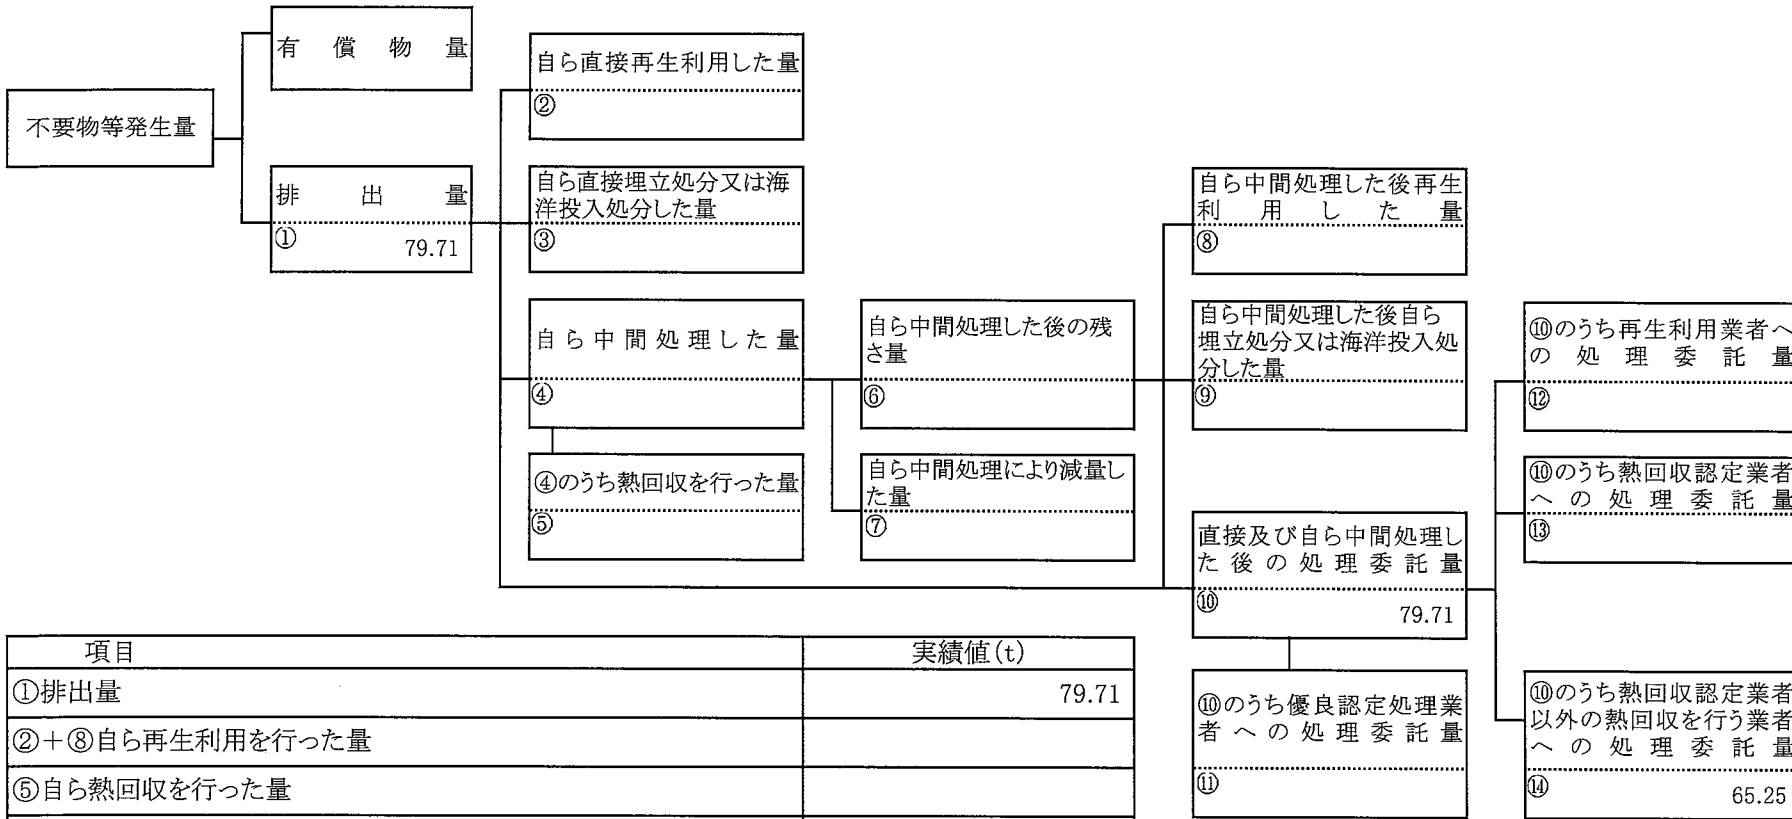 有償物量
不要物等発生量
排出量
①
79.71
自ら直接再生利用した量
②
自ら直接埋立処分又は海
洋投入処分した量
③
自ら中間処理した量
④
④のうち熱回収を行った量
⑤
自ら中間処理した後の残
さ量
⑥
自ら中間処理により減量し
た量
⑦
自ら中間処理した後再生
利用した量
⑧
自ら中間処理した後自ら
埋立処分又は海洋投入処
分した量
⑨
直接及び自ら中間処理し
た後の処理委託量
⑩
79.71
⑩のうち優良認定処理業
者への処理委託量
⑪
⑩のうち再生利用業者へ
の処理委託量
⑫
⑩のうち熱回収認定業者
への処理委託量
⑬
⑩のうち熱回収認定業者
以外の熱回収を行う業者
への処理委託量
⑭
65.25
項目 実績値(t)
①排出量 79.71
②+⑧自ら再生利用を行った量
⑤自ら熱回収を行った量